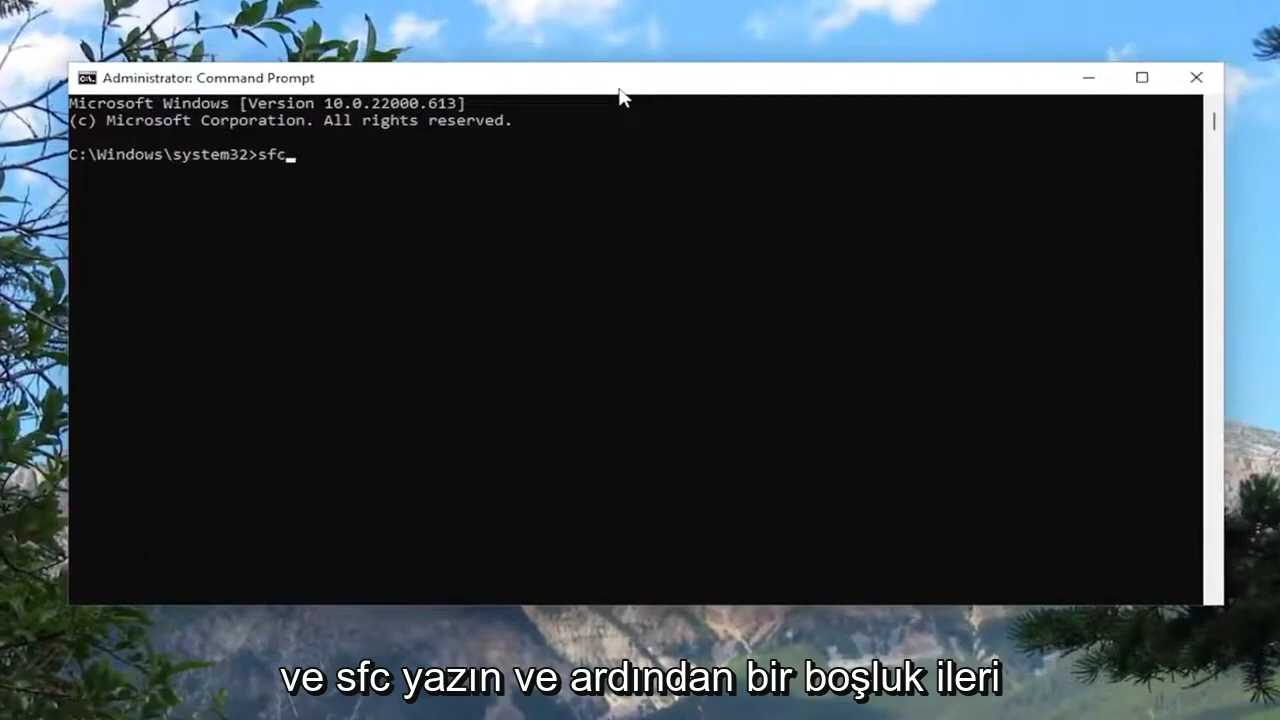 Administrator: Command Prompt
Microsoft Windows [Version 10.0.22000.613]
(c) Microsoft Corporation. All rights reserved.
C:\Windows\system32>sfc
ve sfc yazın ve ardından bir boşluk ileri